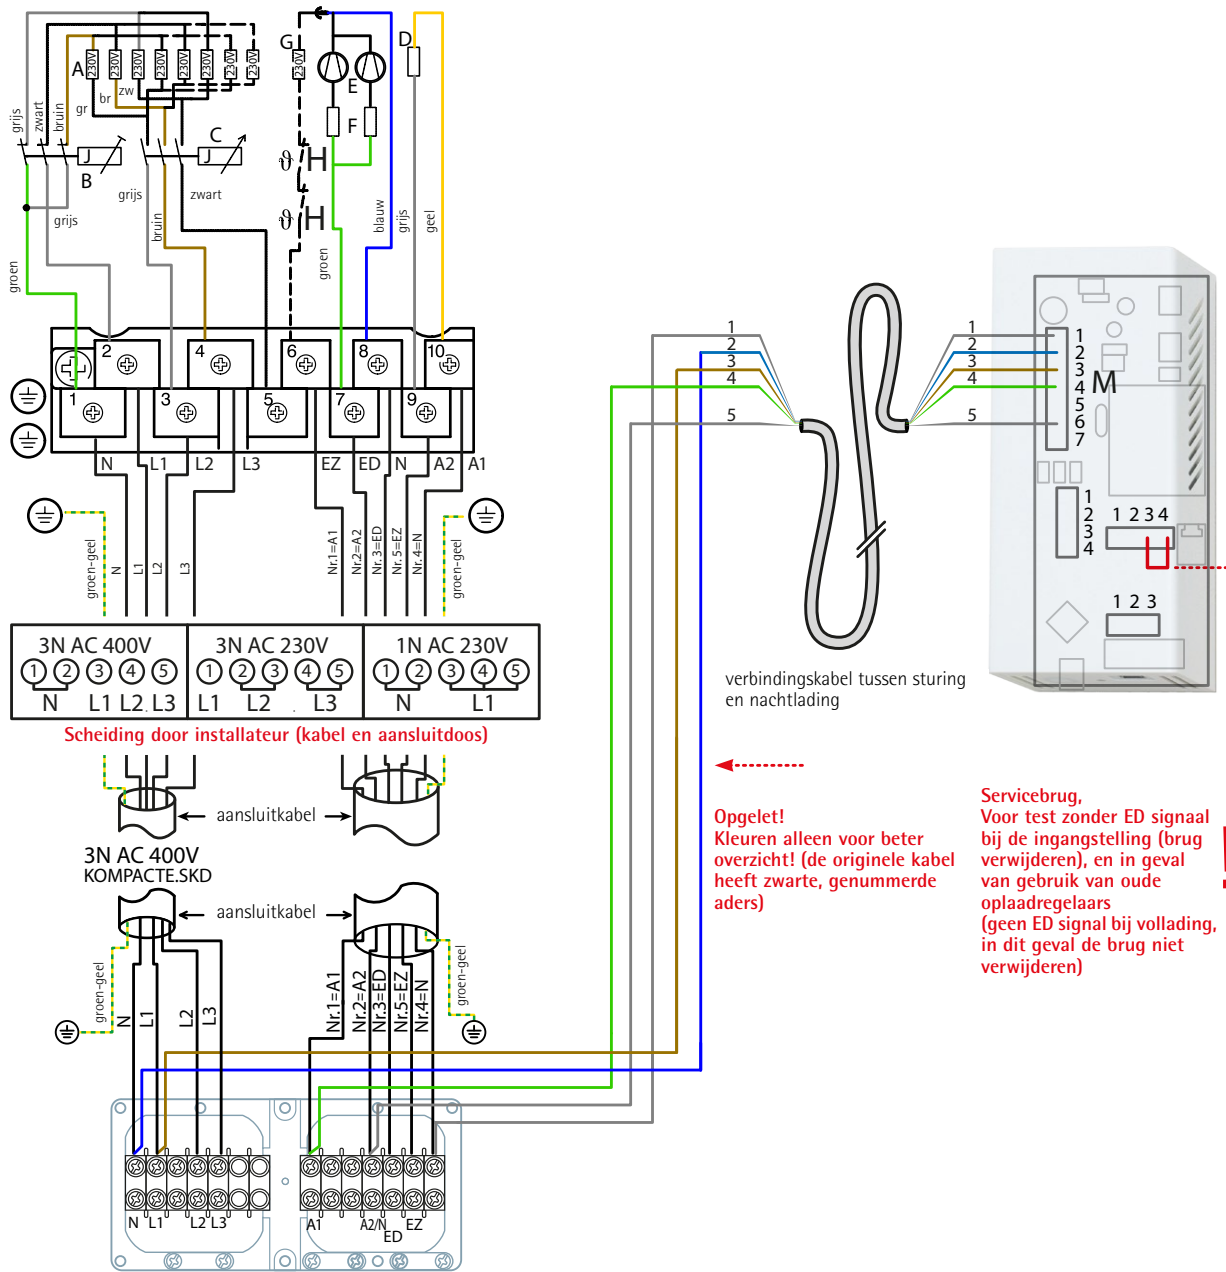 A
230V 230V 230V 230V 230V 230V 230V 230V
G
230V
D
E
F
grijs
zwart
bruin
gr
br
zw
J
B
J
C
grijs
grijs
bruin
zwart
groen
ϑ
ϑ
groen
blauw
grijs
geel
2 4 6 8 10
1 3 5 7 9
N L1 L2 L3 EZ ED N A2 A1
groen-geel
N
L1
L2
L3
Nr.1=A1
Nr.2=A2
Nr.3=ED
Nr.5=EZ
Nr.4=N
groen-geel
3N AC 400V
1 2 3 4 5
N L1 L2 L3
3N AC 230V
1 2 3 4 5
L1 L2 L3
1N AC 230V
1 2 3 4 5
N L1
Scheiding door installateur (kabel en aansluitdoos)
aansluitkabel
3N AC 400V
KOMPACTE.SKD
aansluitkabel
groen-geel
N
L1
L2
L3
Nr.1=A1
Nr.2=A2
Nr.3=ED
Nr.5=EZ
Nr.4=N
groen-geel
N L1 L2 L3
A1 A2/N ED EZ
1
2
3
4
5
1
2
3
4
5
1
2
3
4
5
6
7
M
1
2
3
4
1 2 3 4
1 2 3
verbindingskabel tussen sturing
en nachtlading
Opgelet!
Kleuren alleen voor beter
overzicht! (de originele kabel
heeft zwarte, genummerde
aders)
Servicebrug,
Voor test zonder ED signaal
bij de ingangstelling (brug
verwijderen), en in geval
van gebruik van oude
oplaadregelaars
(geen ED signal bij vollading,
in dit geval de brug niet
verwijderen)